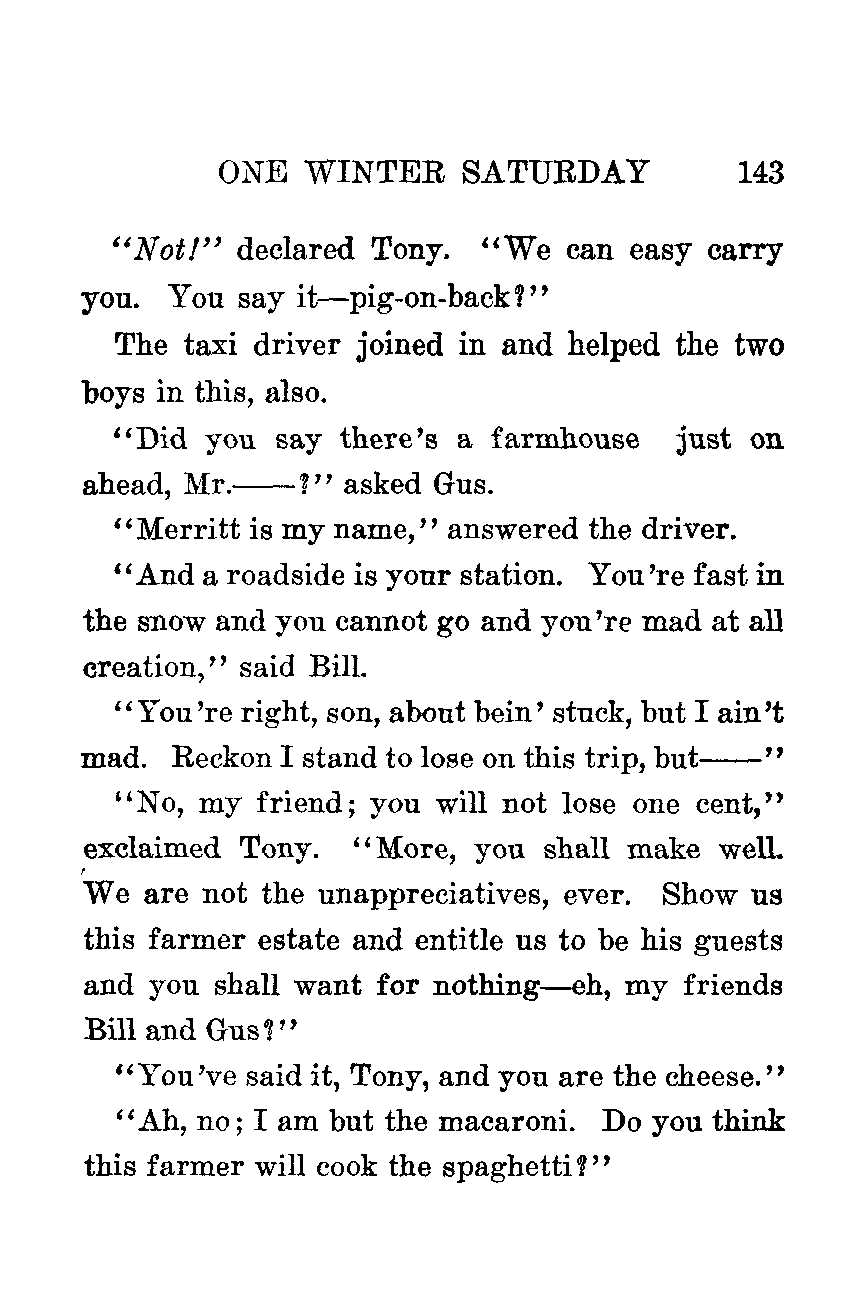 ONE WINTER SATURDAY 143
“Not!” declared Tony. “We can easy carry
you. You say it—pig-on-back?”
The taxi driver joined in and helped the two
boys in this, also.
“Did you say there’s a farmhouse just on
ahead, Mr.——?” asked Gus.
“Merritt is my name,” answered the driver.
“And a roadside is your station. You’re fast in
the snow and you cannot go and you’re mad at all
creation,” said Bill.
“You’re right, son, about bein’ stuck, but I ain’t
mad. Reckon I stand to lose on this trip, but——”
“No, my friend; you will not lose one cent,”
exclaimed Tony. “More, you shall make well.
We are not the unappreciatives, ever. Show us
this farmer estate and entitle us to be his guests
and you shall want for nothing—eh, my friends
Bill and Gus?”
“You’ve said it, Tony, and you are the cheese.”
“Ah, no; I am but the macaroni. Do you think
this farmer will cook the spaghetti?”